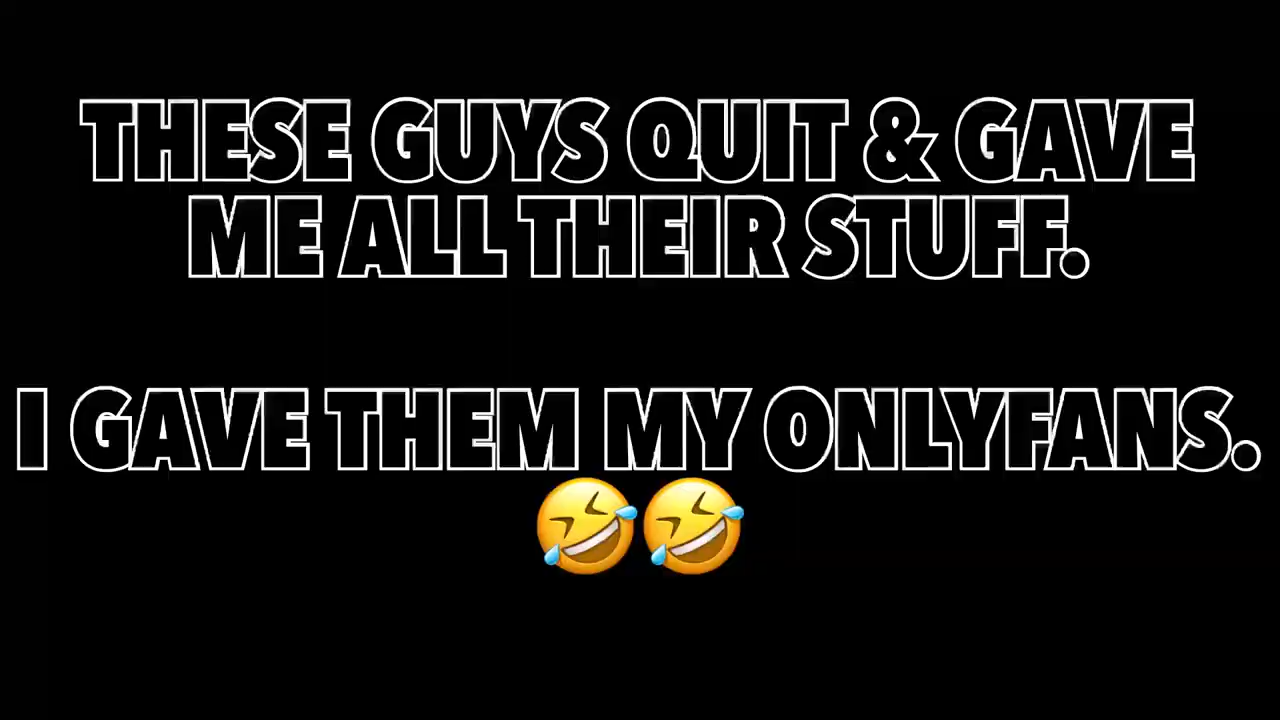 THESE GUYS QUIT & GAVE
ME ALL THEIR STUFF.
I GAVE THEM MY ONLYFANS.
🤣🤣